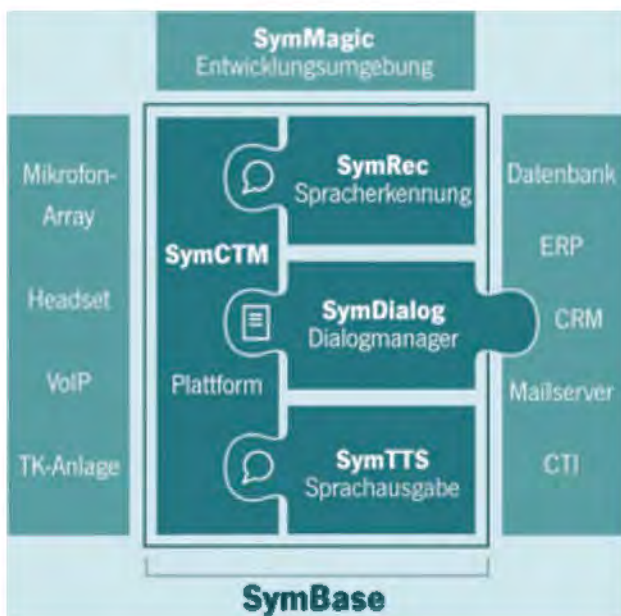 SymMagic
Entwicklungsumgebung
Mikrofon-
Array
Headset
VoIP
TK-Anlage
SymCTM
Plattform
SymRec
Spracherkennung
SymDialog
Dialogmanager
SymTTS
Sprachausgabe
Datenbank
ERP
CRM
Mailserver
CTI
SymBase